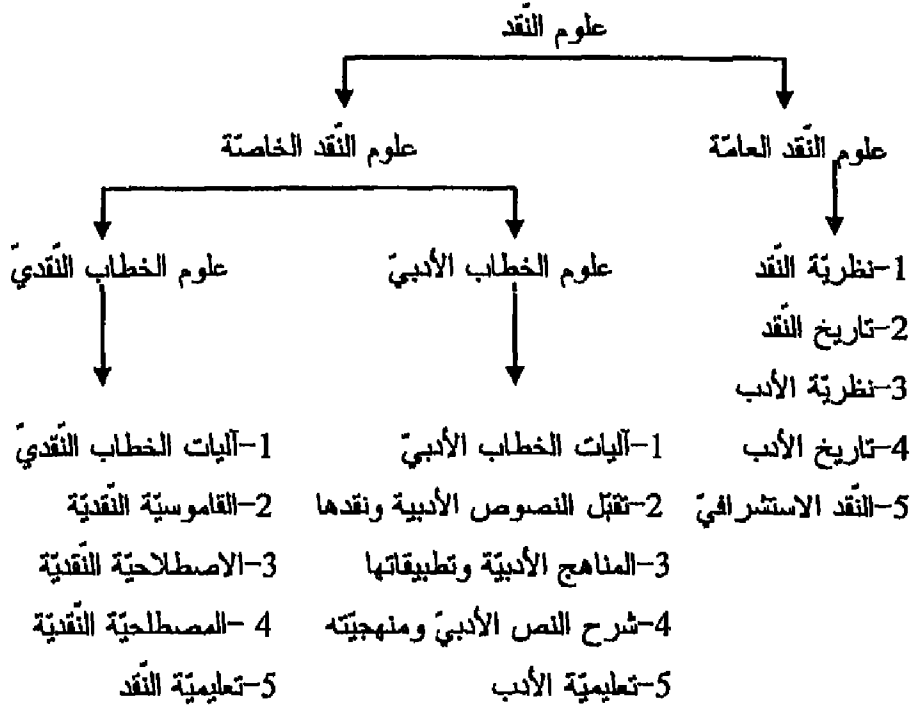 علوم النّقد
علوم النّقد العامّة
علوم النّقد الخاصّة
1-نظريّة النّقد
2-تاريخ النّقد
3-نظريّة الأدب
4-تاريخ الأدب
5-النّقد الاستشرافيّ
علوم الخطاب الأدبيّ
1-آليات الخطاب الأدبيّ
2-تقبّل النصوص الأدبية ونقدها
3-المناهج الأدبيّة وتطبيقاتها
4-شرح النص الأدبيّ ومنهجيّته
5-تعليميّة الأدب
علوم الخطاب النّقديّ
1-آليات الخطاب النّقديّ
2-القاموسيّة النّقديّة
3-الاصطلاحيّة النّقديّة
4 -المصطلحيّة النّقديّة
5-تعليميّة النّقد